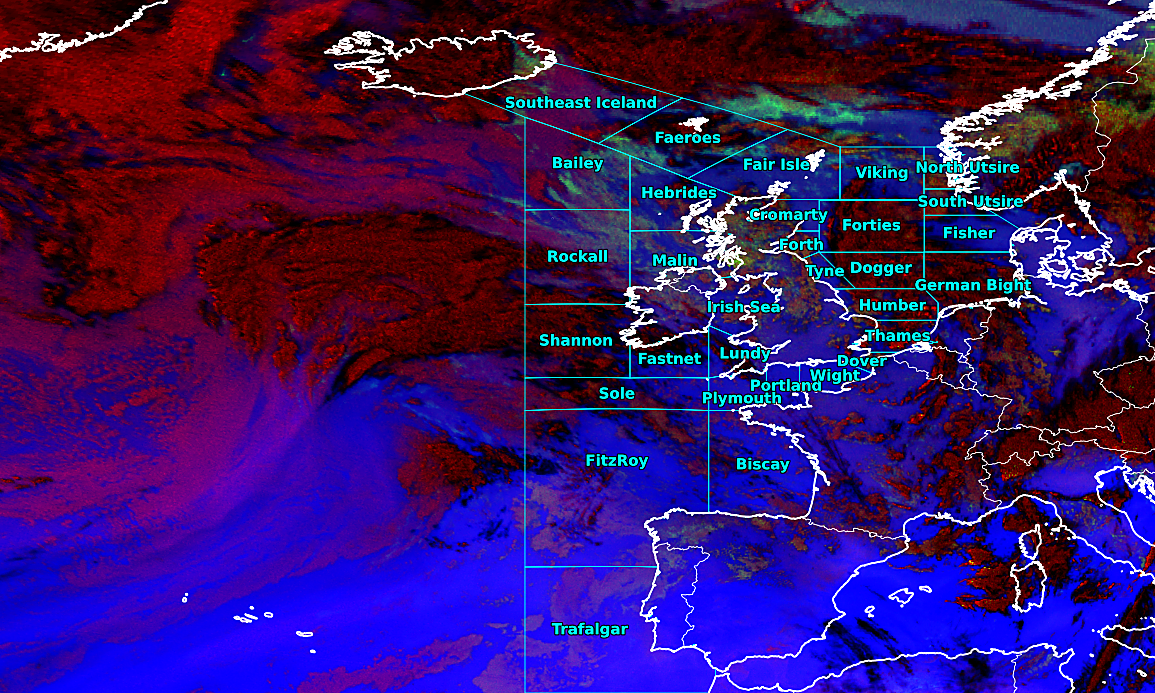 Southeast Iceland
Faeroes
Bailey
Fair Isle
Viking
North Utsire
Hebrides
South Utsire
Cromarty
Forties
Fisher
Forth
Rockall
Malin
Tyne
Dogger
German Bight
Irish Sea
Humber
Shannon
Thames
Fastnet
Lundy
Dover
Wight
Portland
Sole
Plymouth
FitzRoy
Biscay
Trafalgar